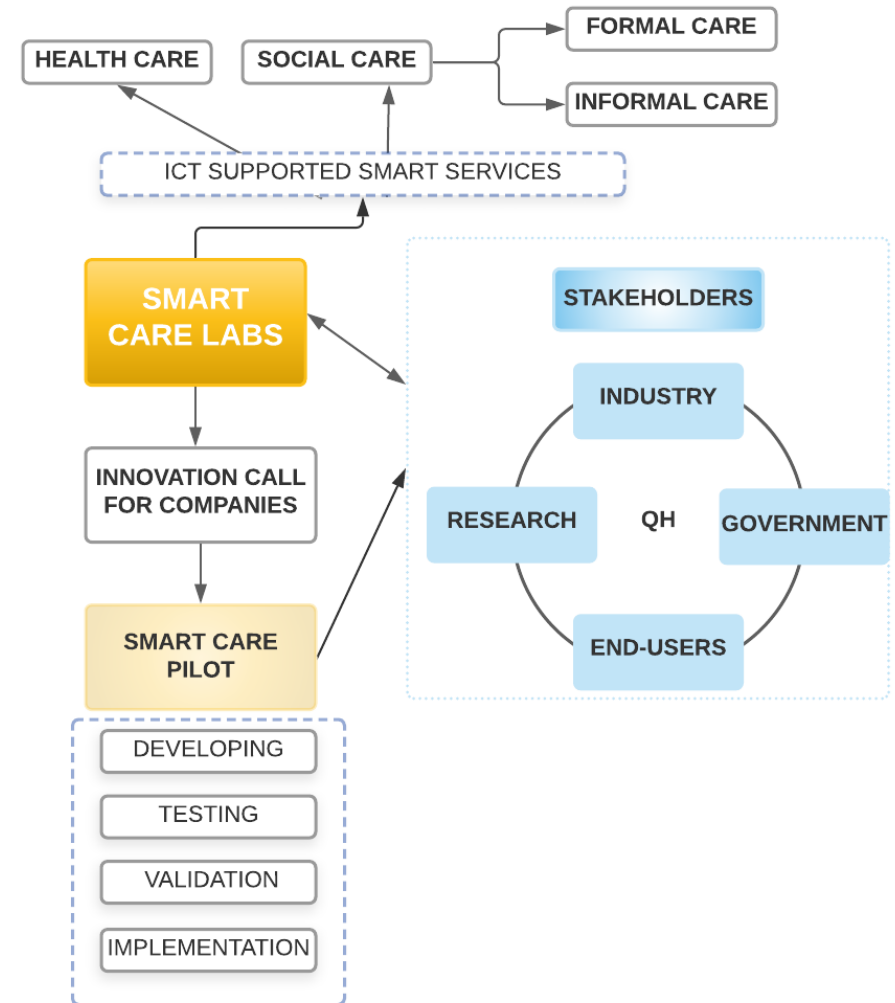 FORMAL CARE
HEALTH CARE
SOCIAL CARE
INFORMAL CARE
ICT SUPPORTED SMART SERVICES
SMART
CARE LABS
STAKEHOLDERS
INDUSTRY
INNOVATION CALL
FOR COMPANIES
RESEARCH
QH
GOVERNMENT
SMART CARE
PILOT
END-USERS
DEVELOPING
TESTING
VALIDATION
IMPLEMENTATION